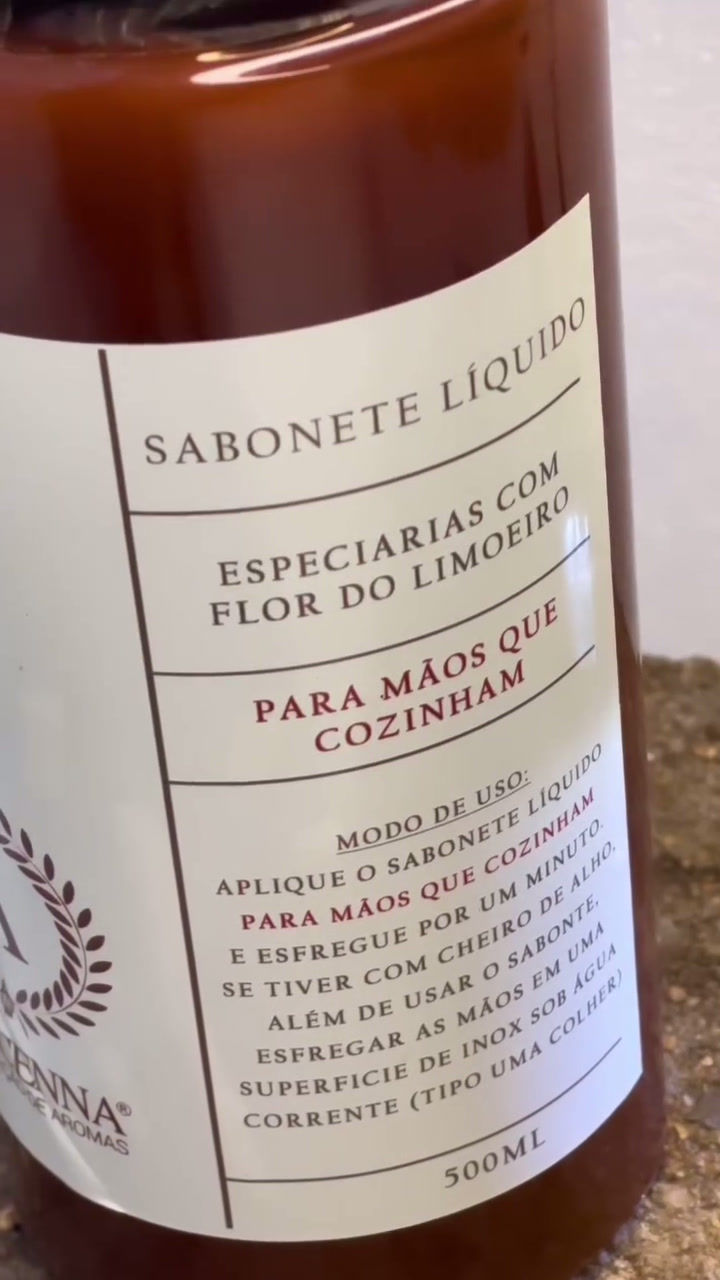 SABONETE LÍQUIDO
ESPECIARIAS COM
FLOR DO LIMOEIRO
PARA MÃOS QUE
COZINHAM
MODO DE USO:
APLIQUE O SABONETE LÍQUIDO
PARA MÃOS QUE COZINHAM
E ESFREGUE POR UM MINUTO.
SE TIVER COM CHEIRO DE ALHO,
ALÉM DE USAR O SABONTE,
ESFREGAR AS MÃOS EM UMA
SUPERFICIE DE INOX SOB ÁGUA
CORRENTE (TIPO UMA COLHER)
500ML
DE AROMAS